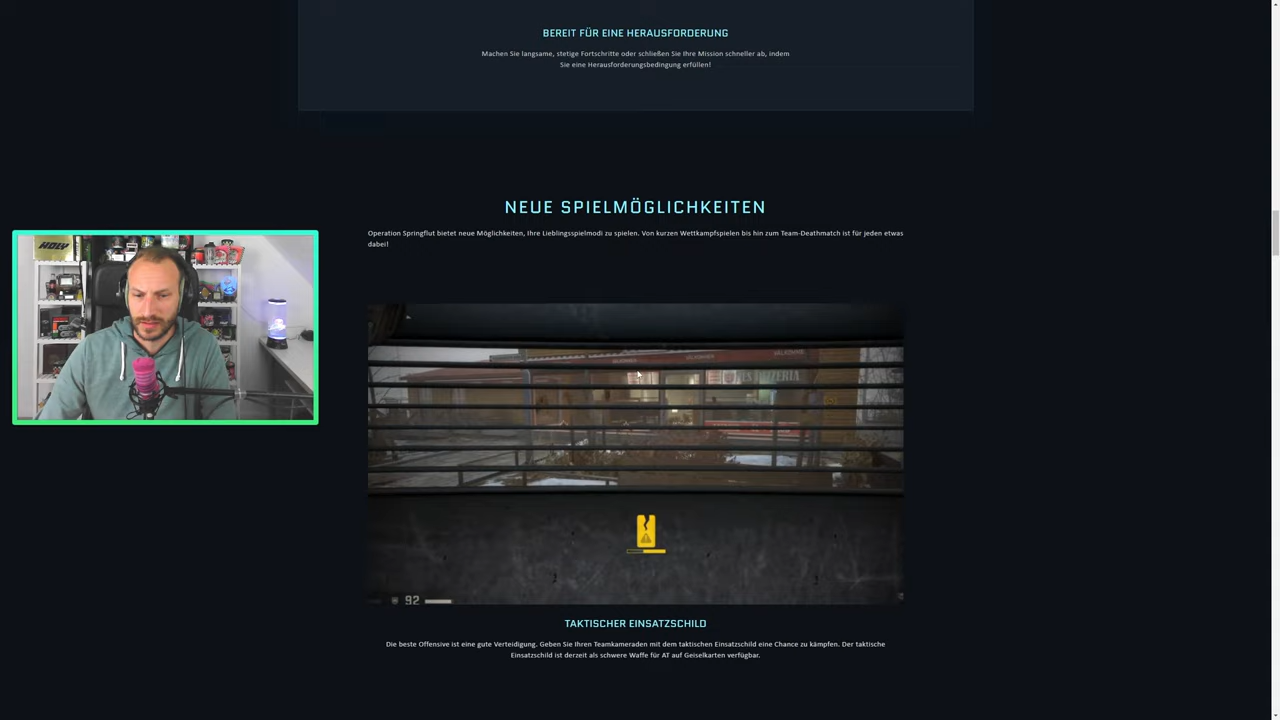 BEREIT FÜR EINE HERAUSFORDERUNG
Machen Sie langsame, stetige Fortschritte oder schließen Sie Ihre Mission schneller ab, indem
Sie eine Herausforderungsbedingung erfüllen!
NEUE SPIELMÖGLICHKEITEN
Operation Springflut bietet neue Möglichkeiten, Ihre Lieblingsspielmodi zu spielen. Von kurzen Wettkampfspielen bis hin zum Team-Deathmatch ist für jeden etwas
dabei!
HOLY
PIZZERIA
92
TAKTISCHER EINSATZSCHILD
Die beste Offensive ist eine gute Verteidigung. Geben Sie Ihren Teamkameraden mit dem taktischen Einsatzschild eine Chance zu kämpfen. Der taktische
Einsatzschild ist derzeit als schwere Waffe für AT auf Geiselkarten verfügbar.